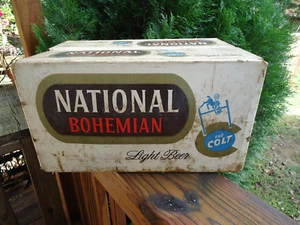 NATIONAL
BOHEMIAN
Light Beer
THE
COLT